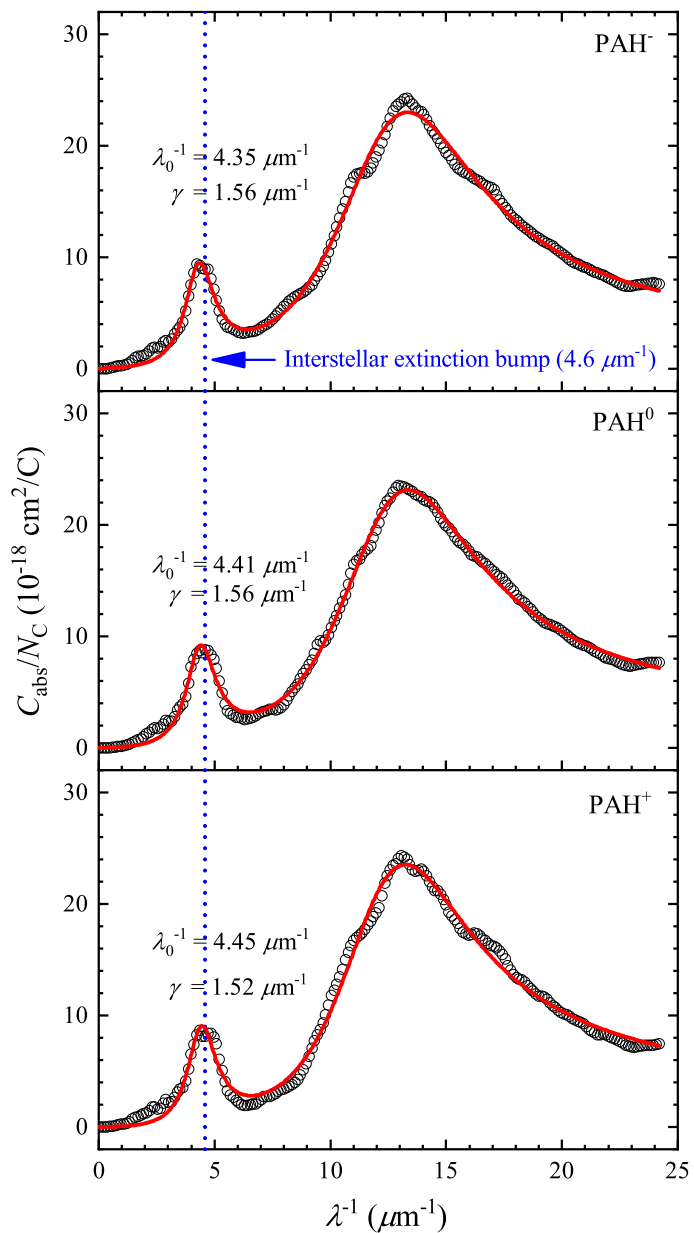 PAH⁻
30
20
10
0
λ₀⁻¹ = 4.35 μm⁻¹
γ = 1.56 μm⁻¹
Interstellar extinction bump (4.6 μm⁻¹)
PAH⁰
30
20
10
0
λ₀⁻¹ = 4.41 μm⁻¹
γ = 1.56 μm⁻¹
C_abs/N_C (10⁻¹⁸ cm²/C)
PAH⁺
30
20
10
0
λ₀⁻¹ = 4.45 μm⁻¹
γ = 1.52 μm⁻¹
0 5 10 15 20 25
λ⁻¹ (μm⁻¹)